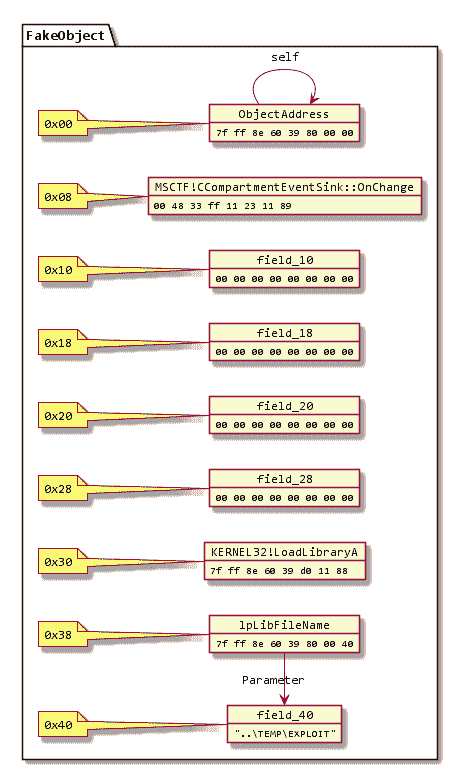 FakeObject
self
0x00
ObjectAddress
7f ff 8e 60 39 80 00 00
0x08
MSCTF!CCompartmentEventSink::OnChange
00 48 33 ff 11 23 11 89
0x10
field_10
00 00 00 00 00 00 00 00
0x18
field_18
00 00 00 00 00 00 00 00
0x20
field_20
00 00 00 00 00 00 00 00
0x28
field_28
00 00 00 00 00 00 00 00
0x30
KERNEL32!LoadLibraryA
7f ff 8e 60 39 d0 11 88
0x38
lpLibFileName
7f ff 8e 60 39 80 00 40
Parameter
0x40
field_40
"..\TEMP\EXPLOIT"